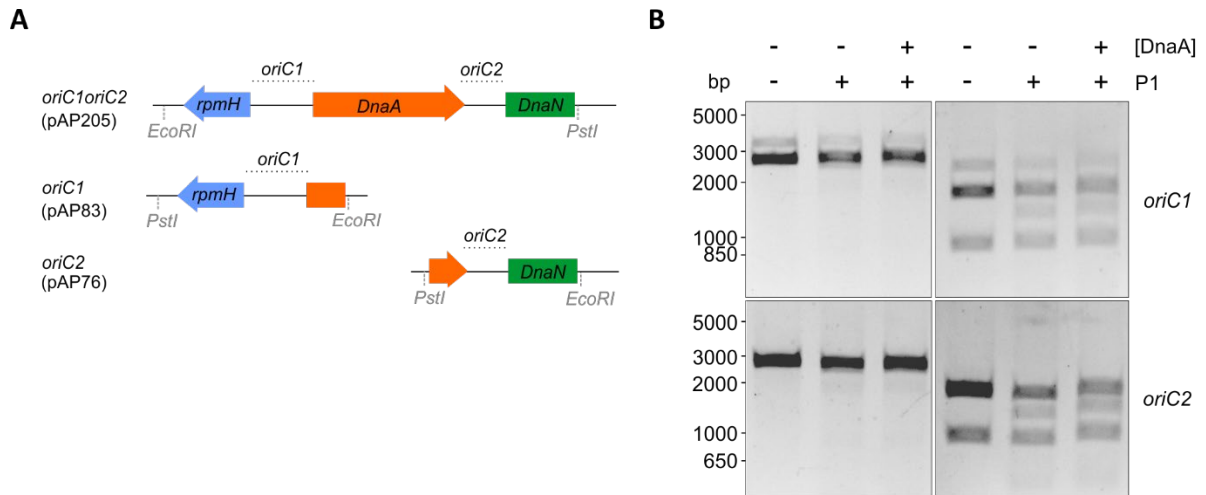 A
oriC1
oriC2
oriC1oriC2
(pAP205)
rpmH
DnaA
DnaN
EcoRI
PstI
oriC1
oriC1
(pAP83)
rpmH
PstI
EcoRI
oriC2
oriC2
(pAP76)
DnaN
PstI
EcoRI
B
- - + - - + [DnaA]
bp - + + - + + P1
5000
3000
2000
1000
850
oriC1
5000
3000
2000
1000
650
oriC2